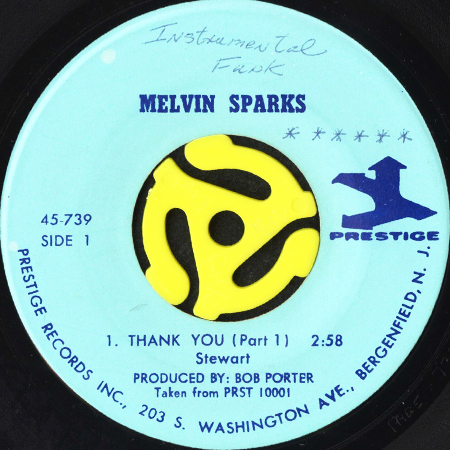 Instrumental
Funk
MELVIN SPARKS
******
45-739
SIDE 1
PRESTIGE
1. THANK YOU (Part 1) 2:58
Stewart
PRODUCED BY: BOB PORTER
Taken from PRST 10001
PRESTIGE RECORDS INC., 203 S. WASHINGTON AVE., BERGENFIELD, N. J.